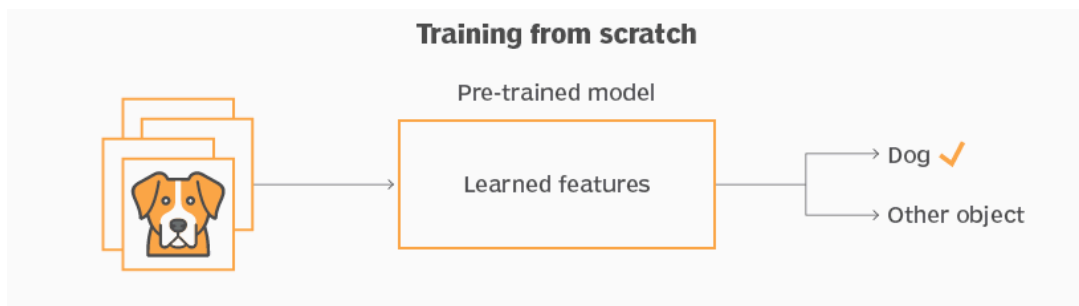 Training from scratch
Pre-trained model
Learned features
Dog
Other object